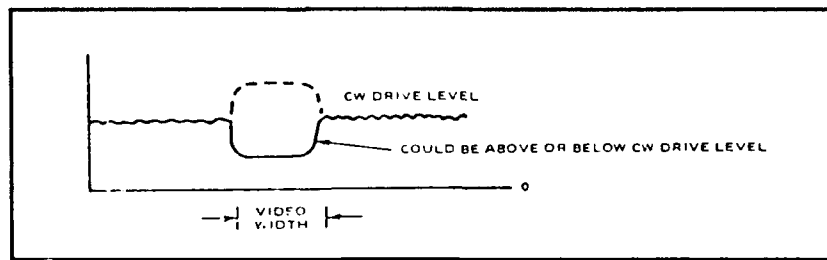 CW DRIVE LEVEL
COULD BE ABOVE OR BELOW CW DRIVE LEVEL
0
VIDEO
WIDTH